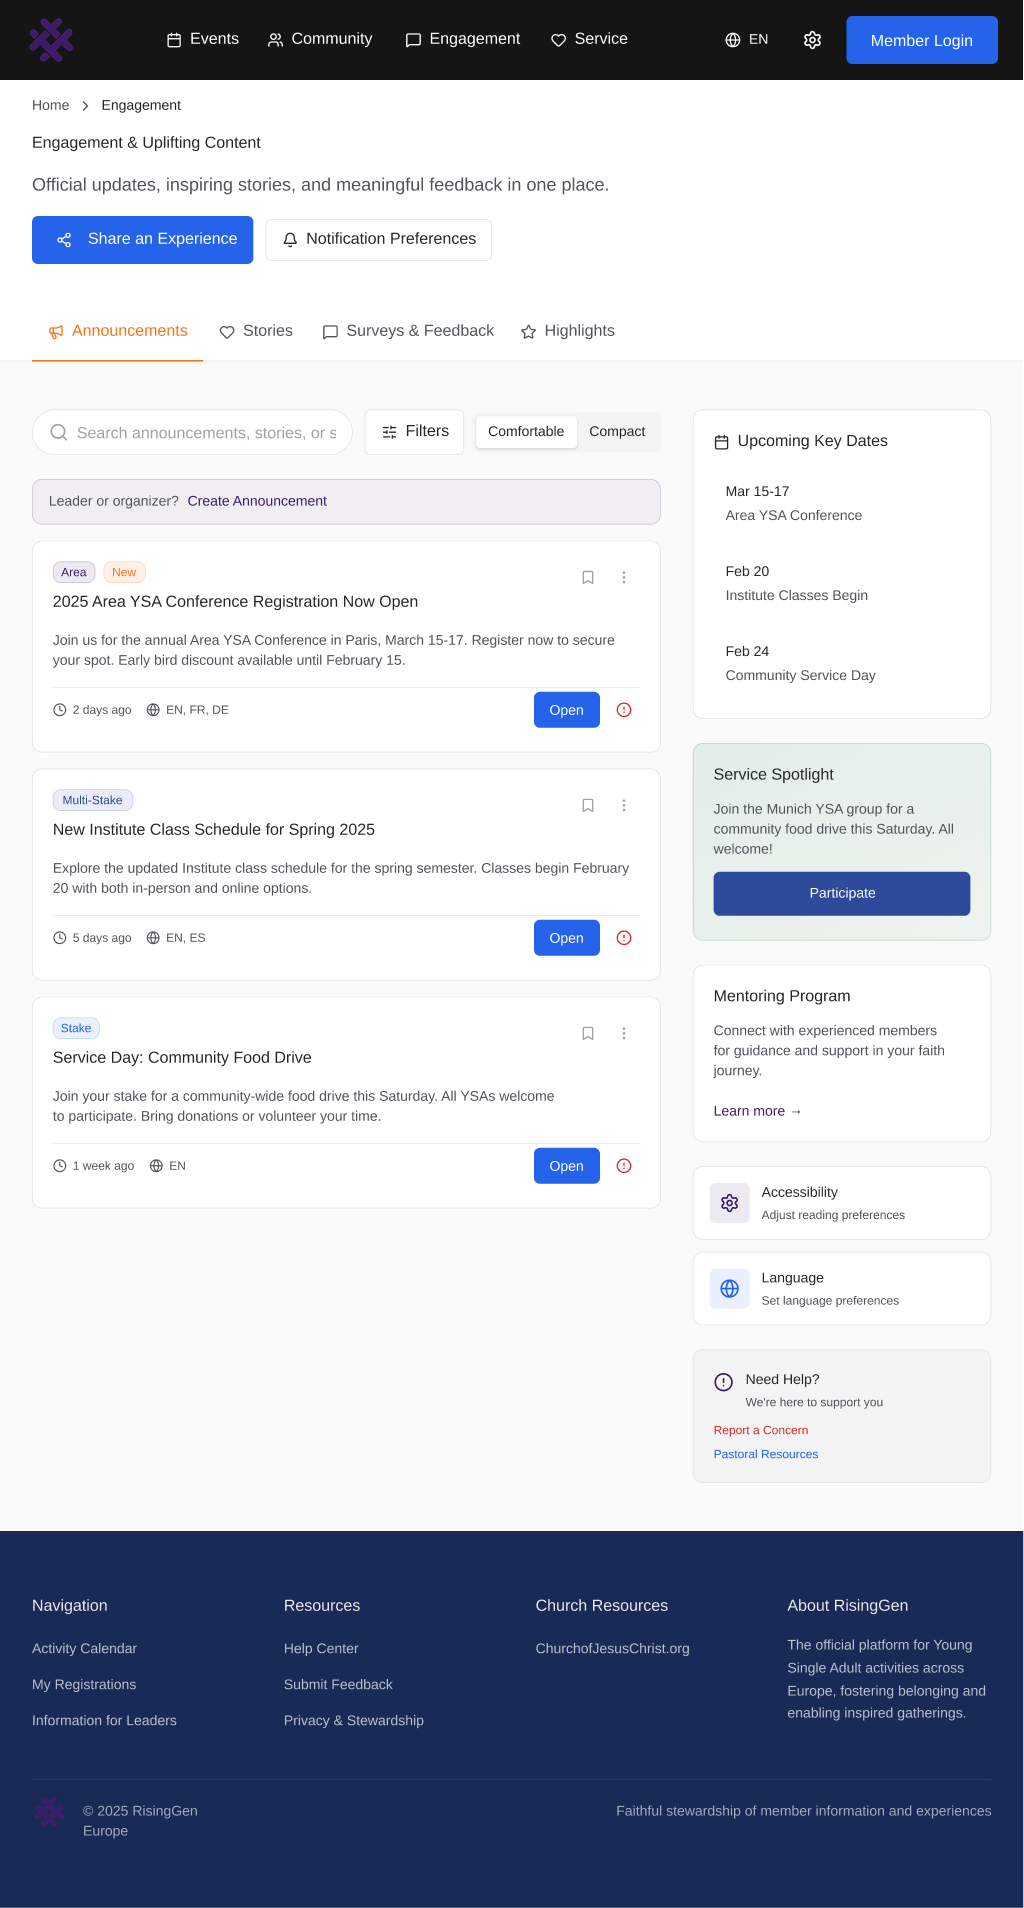 Events
Community
Engagement
Service
EN
Member Login
Home
Engagement
Engagement & Uplifting Content
Official updates, inspiring stories, and meaningful feedback in one place.
Share an Experience
Notification Preferences
Announcements
Stories
Surveys & Feedback
Highlights
Search announcements, stories, or s
Filters
Comfortable
Compact
Leader or organizer? Create Announcement
Area
New
2025 Area YSA Conference Registration Now Open
Join us for the annual Area YSA Conference in Paris, March 15-17. Register now to secure
your spot. Early bird discount available until February 15.
2 days ago
EN, FR, DE
Open
Multi-Stake
New Institute Class Schedule for Spring 2025
Explore the updated Institute class schedule for the spring semester. Classes begin February
20 with both in-person and online options.
5 days ago
EN, ES
Open
Stake
Service Day: Community Food Drive
Join your stake for a community-wide food drive this Saturday. All YSAs welcome
to participate. Bring donations or volunteer your time.
1 week ago
EN
Open
Upcoming Key Dates
Mar 15-17
Area YSA Conference
Feb 20
Institute Classes Begin
Feb 24
Community Service Day
Service Spotlight
Join the Munich YSA group for a
community food drive this Saturday. All
welcome!
Participate
Mentoring Program
Connect with experienced members
for guidance and support in your faith
journey.
Learn more →
Accessibility
Adjust reading preferences
Language
Set language preferences
Need Help?
We're here to support you
Report a Concern
Pastoral Resources
Navigation
Activity Calendar
My Registrations
Information for Leaders
Resources
Help Center
Submit Feedback
Privacy & Stewardship
Church Resources
ChurchofJesusChrist.org
About RisingGen
The official platform for Young
Single Adult activities across
Europe, fostering belonging and
enabling inspired gatherings.
© 2025 RisingGen
Europe
Faithful stewardship of member information and experiences